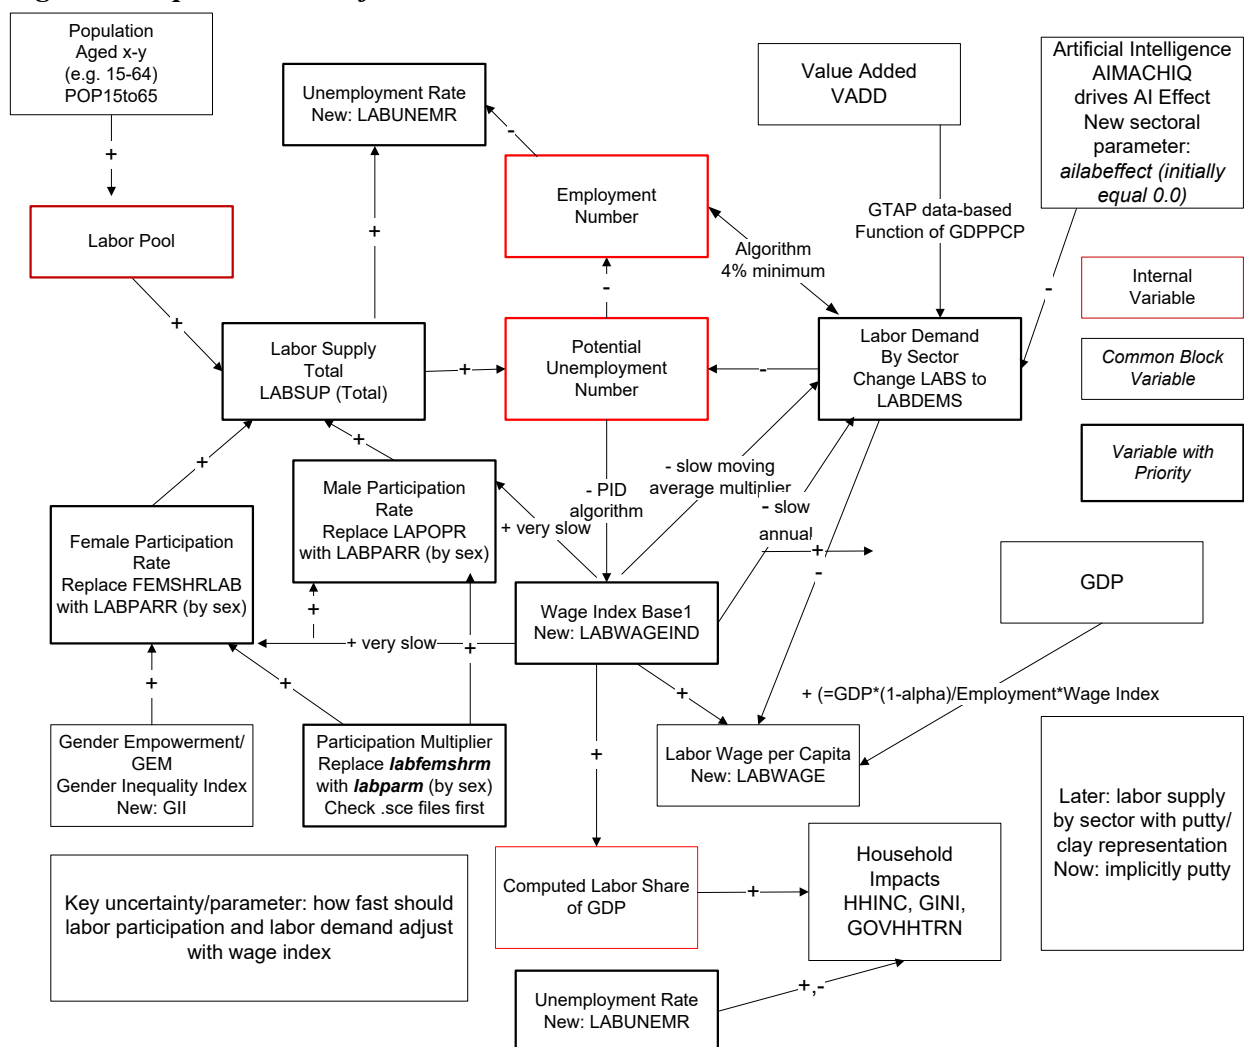 Population
Aged x-y
(e.g. 15-64)
POP15to65
Unemployment Rate
New: LABUNEMR
Value Added
VADD
Artificial Intelligence
AIMACHIQ
drives AI Effect
New sectoral
parameter:
ailabeffect (initially
equal 0.0)
+
-
Employment
Number
Labor Pool
+
GTAP data-based
Function of GDPPCP
Algorithm
4% minimum
-
-
Internal
Variable
+
Labor Supply
Total
LABSUP (Total)
+
Potential
Unemployment
Number
-
Labor Demand
By Sector
Change LABS to
LABDEMS
Common Block
Variable
+
+
Male Participation
Rate
Replace LAPOPR
with LABPARR (by sex)
- slow moving
average multiplier
- PID
algorithm
+ very slow
- slow
annual
+
-
Variable with
Priority
Female Participation
Rate
Replace FEMSHRLAB
with LABPARR (by sex)
+
+ very slow
+
Wage Index Base1
New: LABWAGEIND
GDP
+
+
+
+ (=GDP*(1-alpha)/Employment*Wage Index
Gender Empowerment/
GEM
Gender Inequality Index
New: GII
Participation Multiplier
Replace labfemshrm
with labparm (by sex)
Check .sce files first
+
Labor Wage per Capita
New: LABWAGE
Later: labor supply
by sector with putty/
clay representation
Now: implicitly putty
Key uncertainty/parameter: how fast should
labor participation and labor demand adjust
with wage index
Computed Labor Share
of GDP
+
Household
Impacts
HHINC, GINI,
GOVHHTRN
Unemployment Rate
New: LABUNEMR
+,-